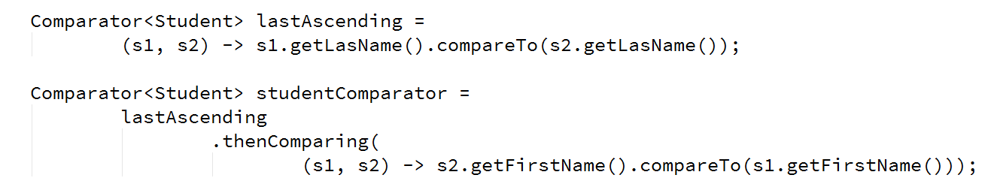 Comparator<Student> lastAscending =
(s1, s2) -> s1.getLasName().compareTo(s2.getLasName());
Comparator<Student> studentComparator =
lastAscending
.thenComparing(
(s1, s2) -> s2.getFirstName().compareTo(s1.getFirstName()));